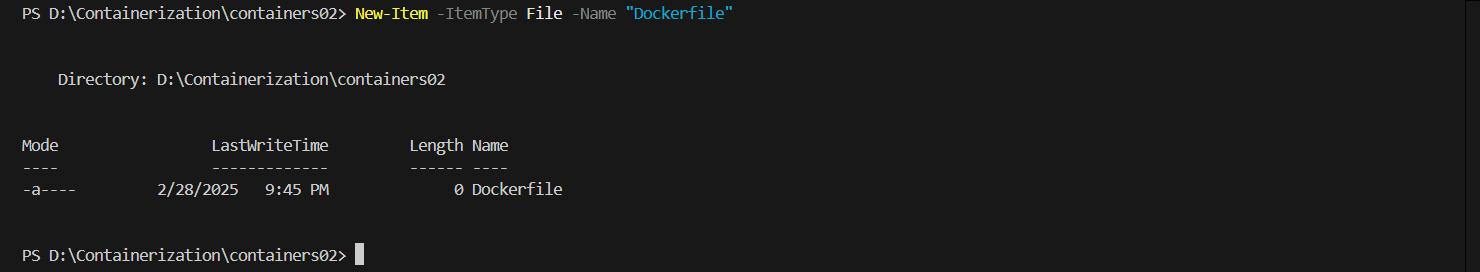 PS D:\Containerization\containers02> New-Item -ItemType File -Name "Dockerfile"
Directory: D:\Containerization\containers02
Mode                 LastWriteTime         Length Name
----                 -------------         ------ ----
-a----         2/28/2025   9:45 PM              0 Dockerfile
PS D:\Containerization\containers02>